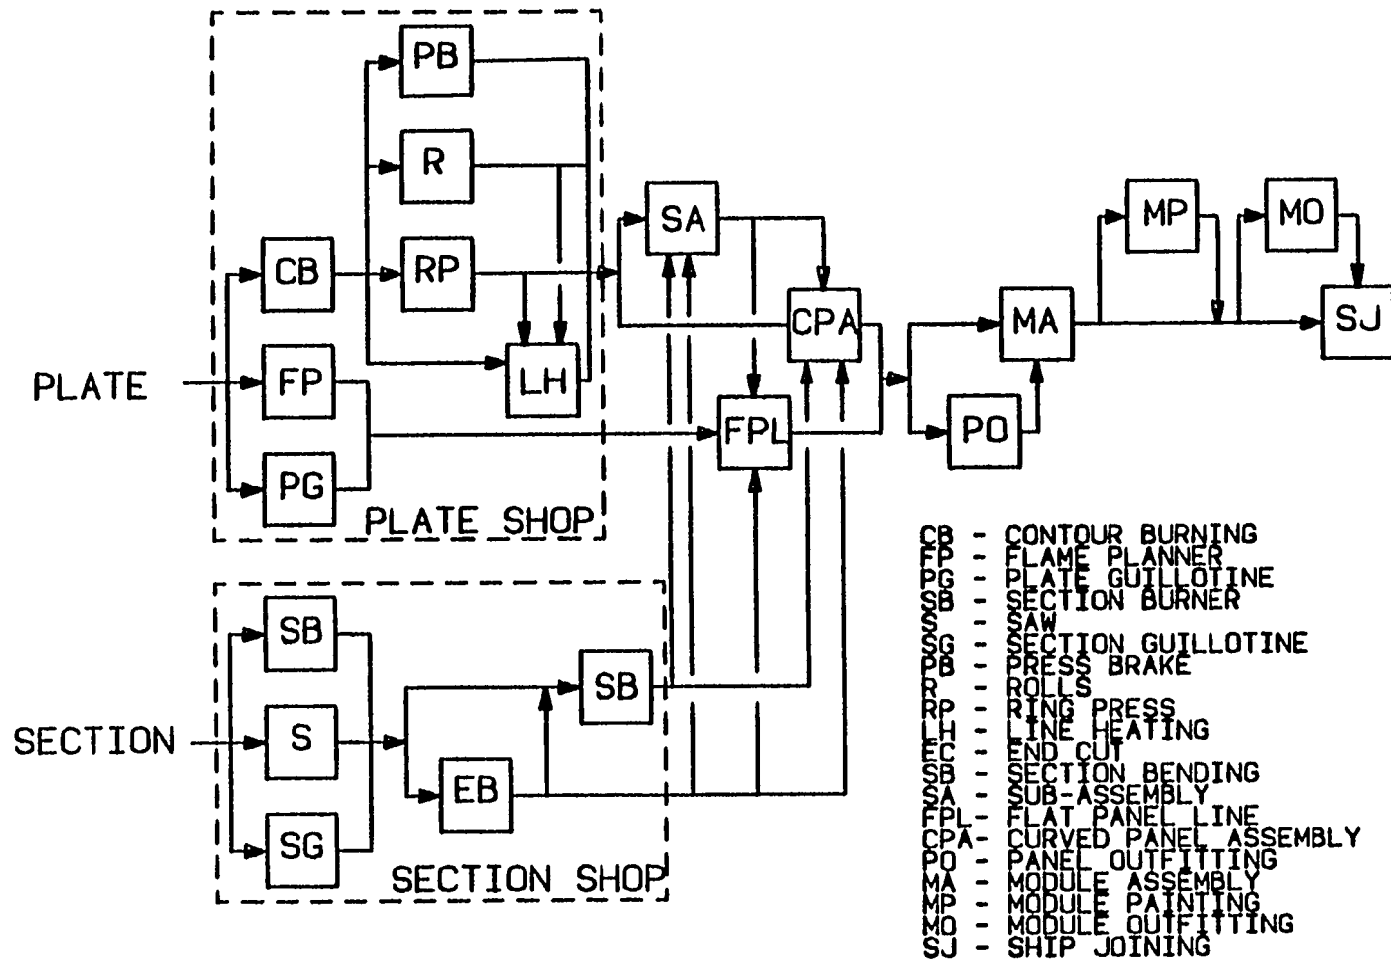 PB
R
SA
MP
MO
CB
RP
CPA
MA
SJ
PLATE
FP
LH
FPL
PO
PG
PLATE SHOP
SB
SB
SECTION
S
EB
SG
SECTION SHOP
CB - CONTOUR BURNING
FP - FLAME PLANNER
PG - PLATE GUILLOTINE
SB - SECTION BURNER
S - SAW
SG - SECTION GUILLOTINE
PB - PRESS BRAKE
R - ROLLS
RP - RING PRESS
LH - LINE HEATING
EC - END CUT
SB - SECTION BENDING
SA - SUB-ASSEMBLY
FPL- FLAT PANEL LINE
CPA- CURVED PANEL ASSEMBLY
PO - PANEL OUTFITTING
MA - MODULE ASSEMBLY
MP - MODULE PAINTING
MO - MODULE OUTFITTING
SJ - SHIP JOINING